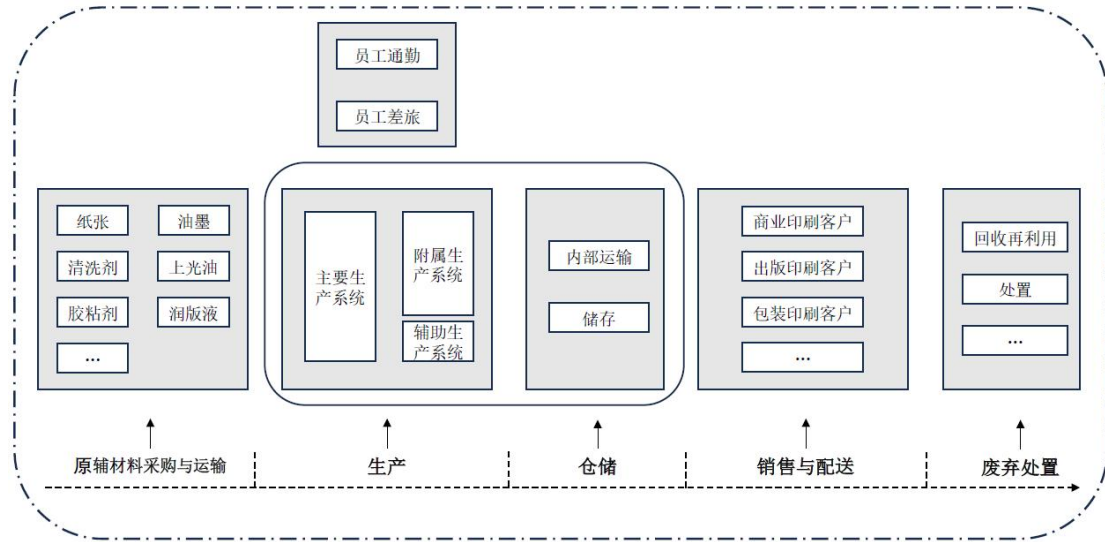 员工通勤
员工差旅
纸张
油墨
清洗剂
上光油
胶粘剂
润版液
...
主要生
产系统
附属生
产系统
辅助生
产系统
内部运输
储存
商业印刷客户
出版印刷客户
包装印刷客户
...
回收再利用
处置
...
原辅材料采购与运输
生产
仓储
销售与配送
废弃处置